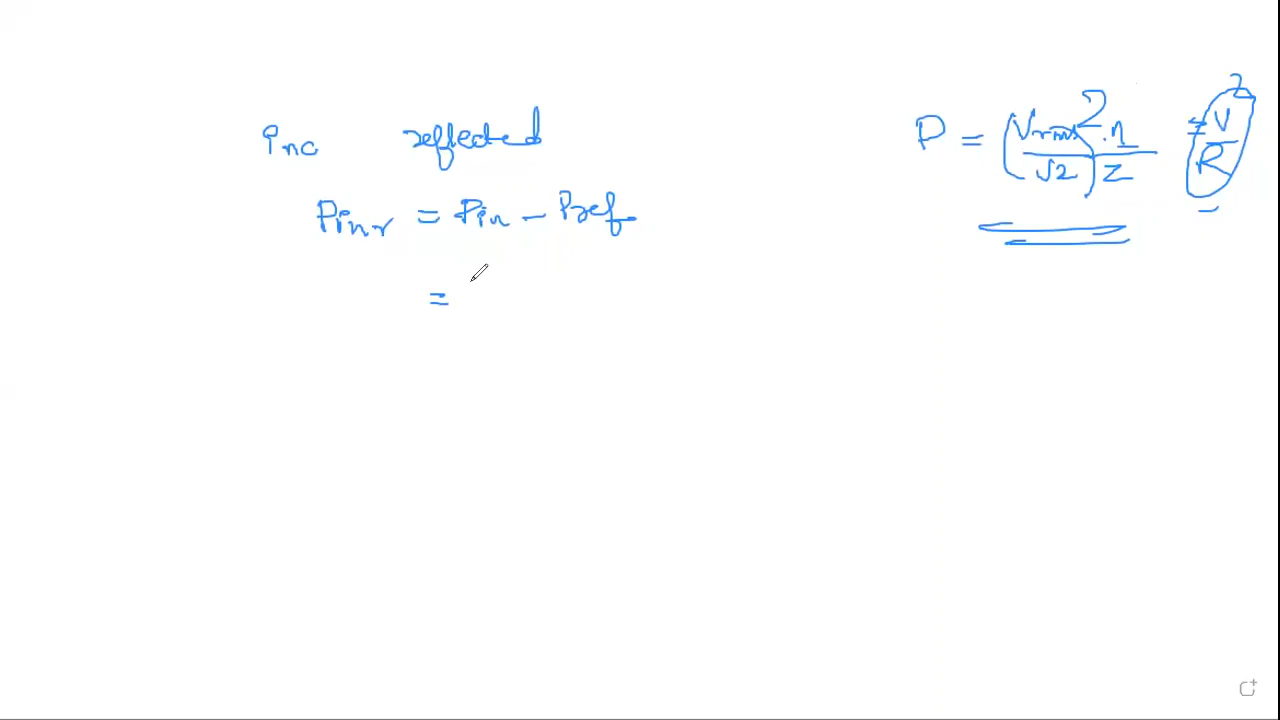 inc reflected
Pinr = Pin - Pref
=
P = (Vrms/√2)² . η/Z = V²/R